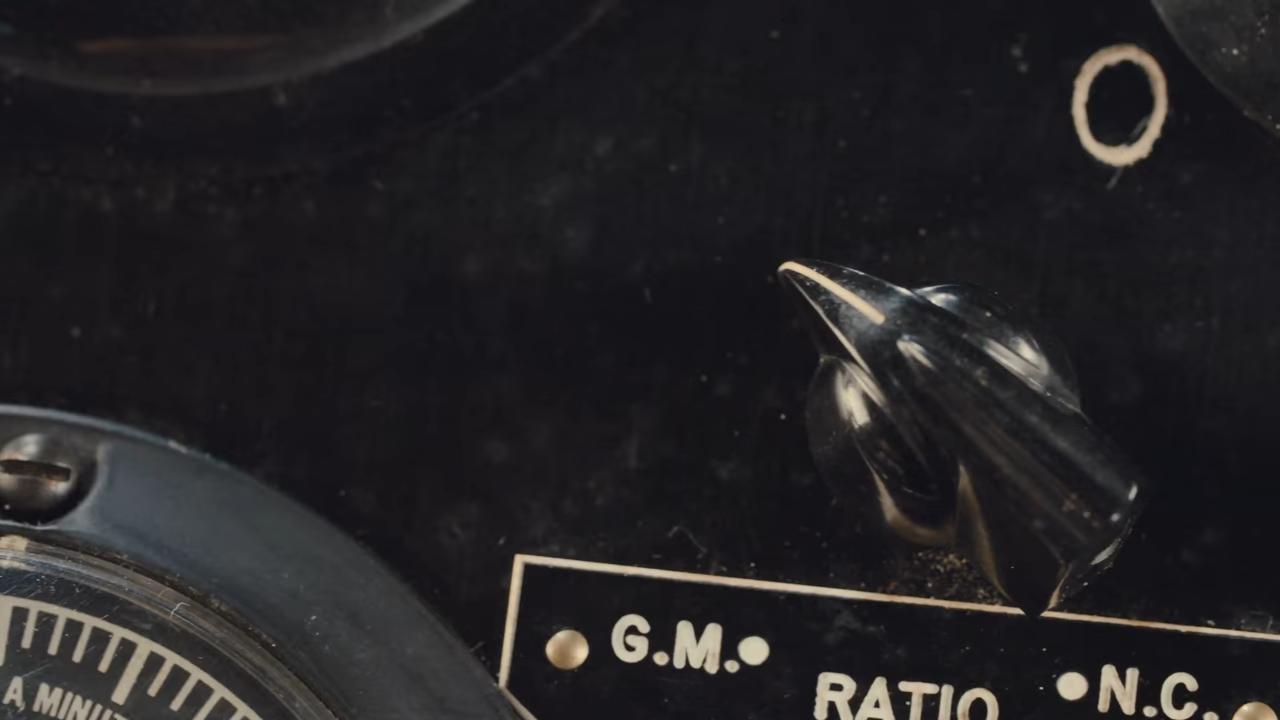 O
G.M.
N.C.
RATIO
A, MINU